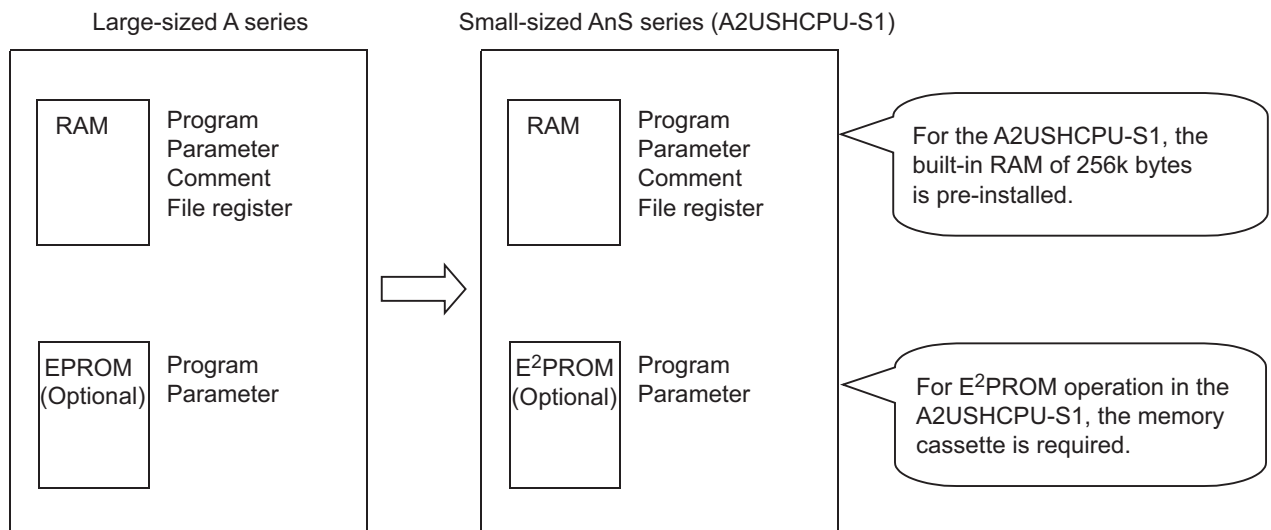 Large-sized A series
Small-sized AnS series (A2USHCPU-S1)
RAM
Program
Parameter
Comment
File register
RAM
Program
Parameter
Comment
File register
For the A2USHCPU-S1, the
built-in RAM of 256k bytes
is pre-installed.
EPROM
(Optional)
Program
Parameter
E²PROM
(Optional)
Program
Parameter
For E²PROM operation in the
A2USHCPU-S1, the memory
cassette is required.